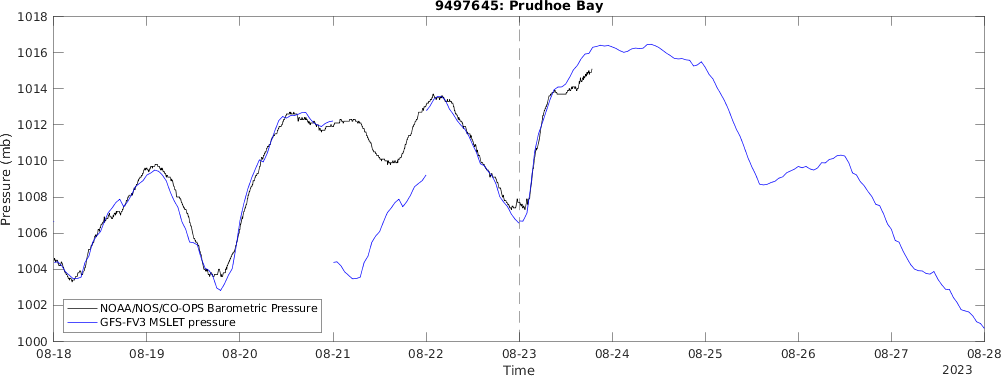 9497645: Prudhoe Bay
Pressure (mb)
1018
1016
1014
1012
1010
1008
1006
1004
1002
1000
NOAA/NOS/CO-OPS Barometric Pressure
GFS-FV3 MSLET pressure
08-18 08-19 08-20 08-21 08-22 08-23 08-24 08-25 08-26 08-27 08-28
Time
2023